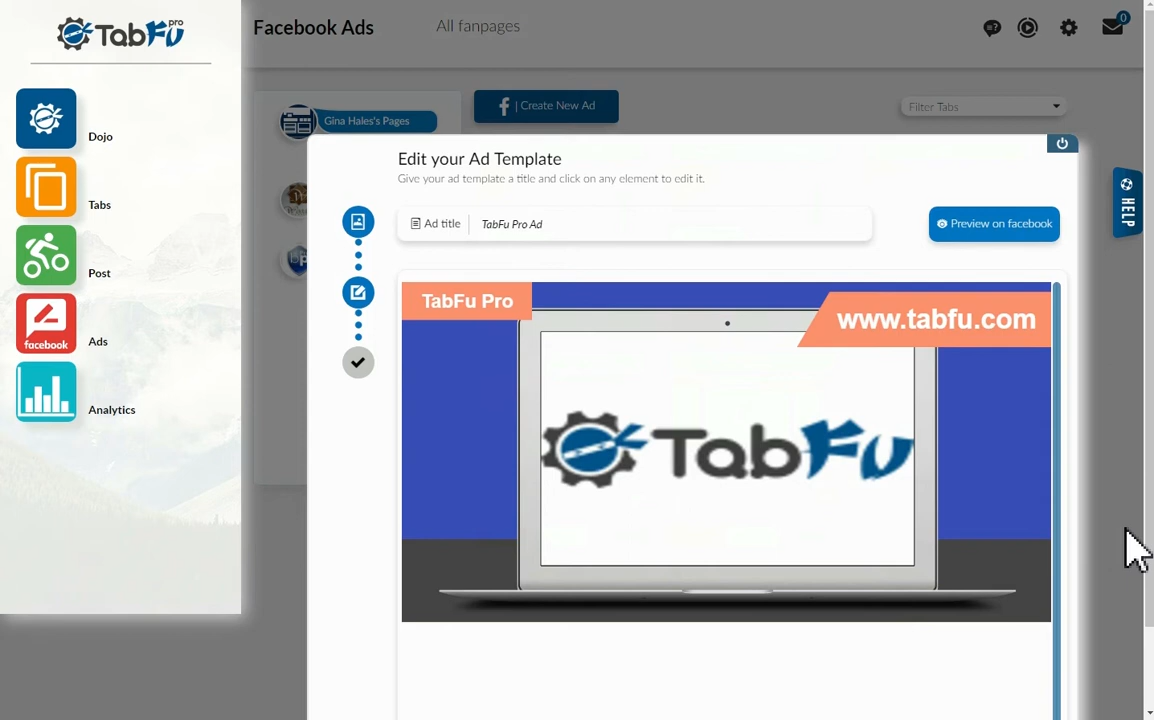 TabFu pro
Facebook Ads
All fanpages
0
Dojo
Tabs
Post
facebook
Ads
Analytics
Gina Hales's Pages
f | Create New Ad
Filter Tabs
HELP
Edit your Ad Template
Give your ad template a title and click on any element to edit it.
Ad title
TabFu Pro Ad
Preview on facebook
TabFu Pro
www.tabfu.com
TabFu